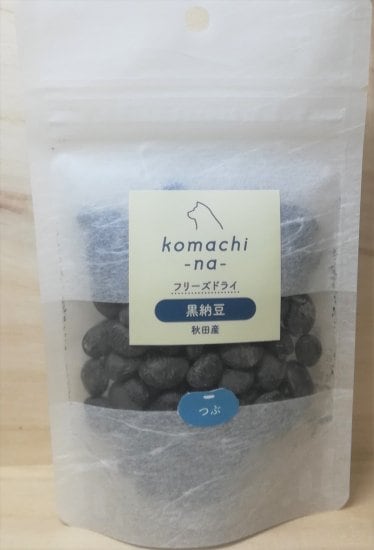 komachi
-na-
フリーズドライ
黒納豆
秋田産
つぶ